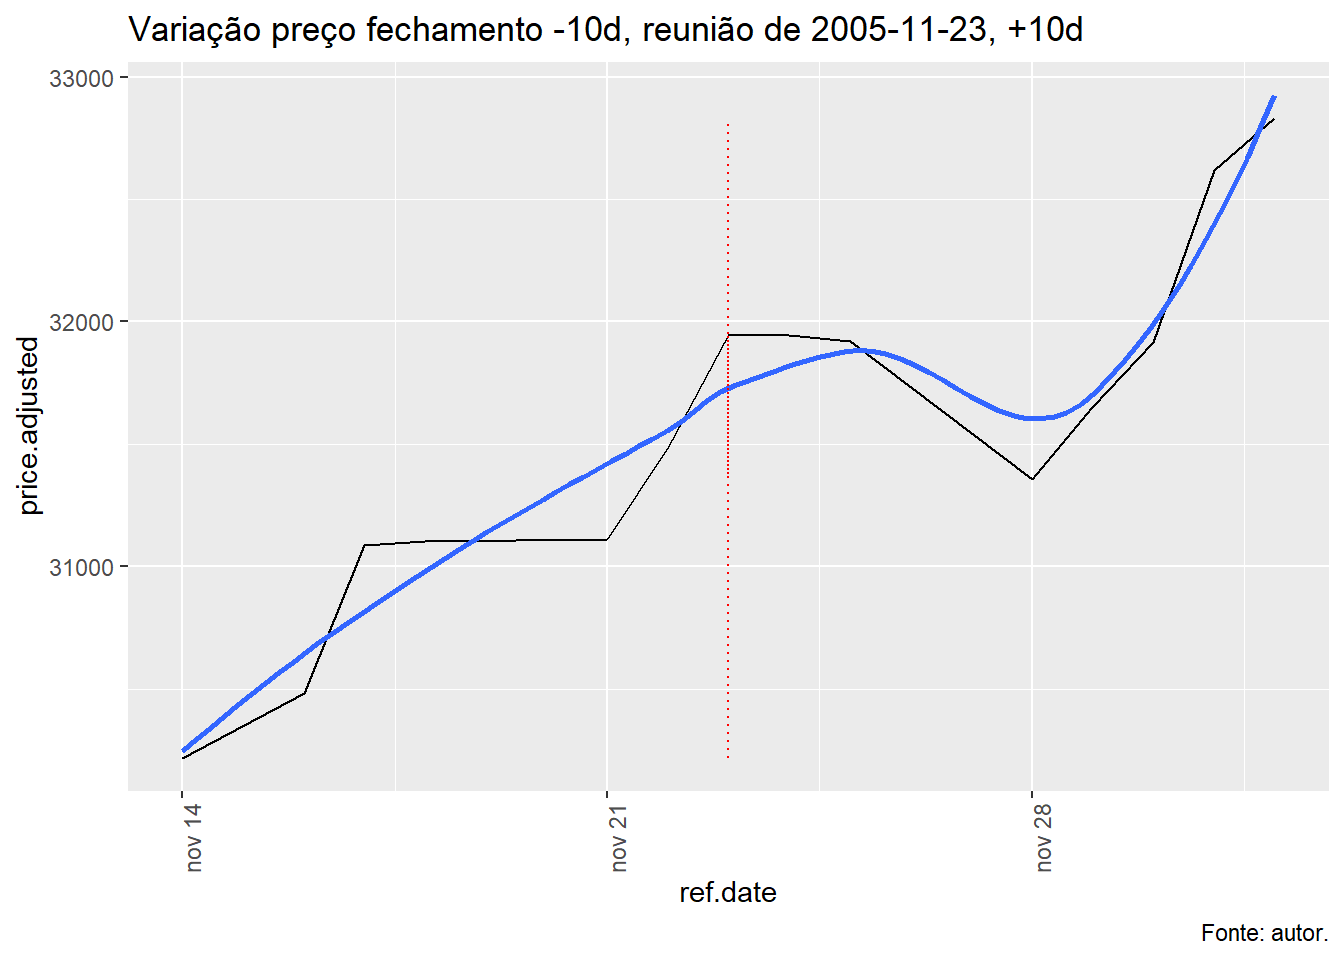 Variação preço fechamento -10d, reunião de 2005-11-23, +10d
33000
32000
31000
price.adjusted
nov 14
nov 21
nov 28
ref.date
Fonte: autor.